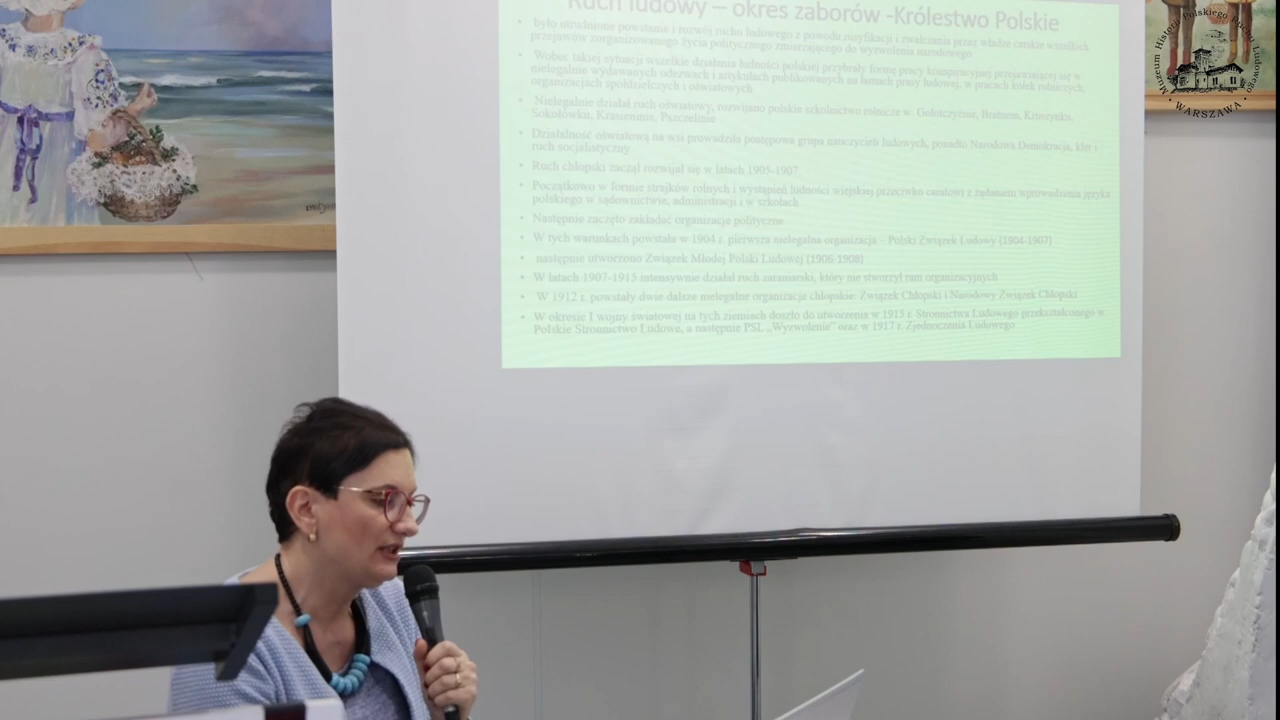 Ruch ludowy – okres zaborów -Królestwo Polskie
• było utrudnione powstanie i rozwój ruchu ludowego z powodu rusyfikacji i zwalczania przez władze carskie wszelkich
przejawów zorganizowanego życia politycznego zmierzającego do wyzwolenia narodowego
Wobec takiej sytuacji wszelkie działania ludności polskiej przybrały formę pracy konspiracyjnej przejawiającej się w
nielegalnie wydawanych odezwach i artykułach publikowanych na łamach prasy ludowej, w pracach kółek rolniczych,
organizacjach spółdzielczych i oświatowych
• Nielegalnie działał ruch oświatowy, rozwijano polskie szkolnictwo rolnicze w: Gołotczyźnie, Bratnem, Kruszynku,
Sokołówku, Krasieninie, Pszczelinie
• Działalność oświatową na wsi prowadziła postępowa grupa nauczycieli ludowych, ponadto Narodowa Demokracja, kler i
ruch socjalistyczny
• Ruch chłopski zaczął rozwijał się w latach 1905-1907
• Początkowo w formie strajków rolnych i wystąpień ludności wiejskiej przeciwko caratowi z żądaniem wprowadzenia języka
polskiego w sądownictwie, administracji i w szkołach
• Następnie zaczęto zakładać organizacje polityczne
• W tych warunkach powstała w 1904 r. pierwsza nielegalna organizacja – Polski Związek Ludowy (1904-1907)
• następnie utworzono Związek Młodej Polski Ludowej (1906-1908)
• W latach 1907-1915 intensywnie działał ruch zaraniarski, który nie stworzył ram organizacyjnych
• W 1912 r. powstały dwie dalsze nielegalne organizacje chłopskie: Związek Chłopski i Narodowy Związek Chłopski
• W okresie I wojny światowej na tych ziemiach doszło do utworzenia w 1915 r. Stronnictwa Ludowego przekształconego w
Polskie Stronnictwo Ludowe, a następnie PSL „Wyzwolenie” oraz w 1917 r. Zjednoczenia Ludowego
Muzeum Historii Polskiego Ruchu Ludowego
• WARSZAWA •